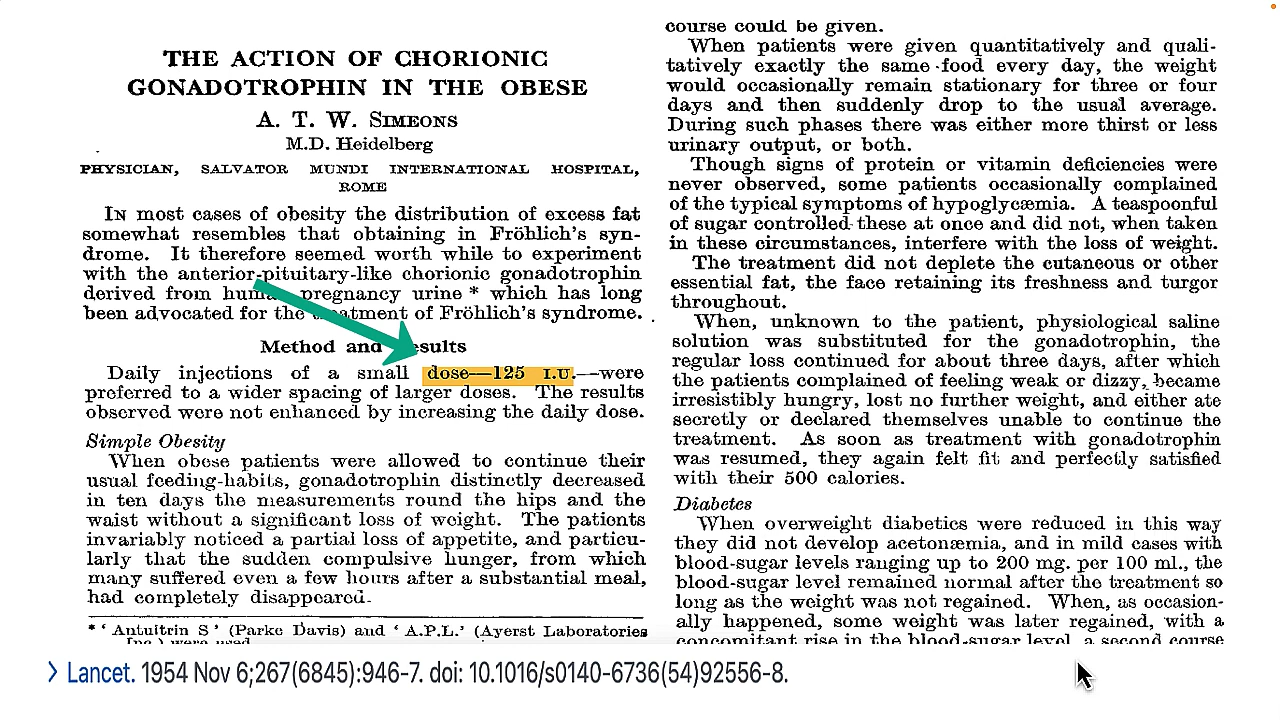 THE ACTION OF CHORIONIC
GONADOTROPHIN IN THE OBESE
A. T. W. SIMEONS
M.D. Heidelberg
PHYSICIAN, SALVATOR MUNDI INTERNATIONAL HOSPITAL,
ROME
IN most cases of obesity the distribution of excess fat
somewhat resembles that obtaining in Fröhlich's syn-
drome. It therefore seemed worth while to experiment
with the anterior-pituitary-like chorionic gonadotrophin
derived from pregnancy urine * which has long
been advocated for the of Fröhlich's syndrome.
Method and
Daily injections of a small dose—125 I.U.—were
preferred to a wider spacing of larger doses. The results
observed were not enhanced by increasing the daily dose.
Simple Obesity
When obese patients were allowed to continue their
usual feeding-habits, gonadotrophin distinctly decreased
in ten days the measurements round the hips and the
waist without a significant loss of weight. The patients
invariably noticed a partial loss of appetite, and particu-
larly that the sudden compulsive hunger, from which
many suffered even a few hours after a substantial meal,
had completely disappeared.
* ' Antuitrin S ' (Parke Davis) and ' A.P.L.' (Ayerst Laboratories
Inc.) were used.
course could be given.
When patients were given quantitatively and quali-
tatively exactly the same food every day, the weight
would occasionally remain stationary for three or four
days and then suddenly drop to the usual average.
During such phases there was either more thirst or less
urinary output, or both.
Though signs of protein or vitamin deficiencies were
never observed, some patients occasionally complained
of the typical symptoms of hypoglycæmia. A teaspoonful
of sugar controlled these at once and did not, when taken
in these circumstances, interfere with the loss of weight.
The treatment did not deplete the cutaneous or other
essential fat, the face retaining its freshness and turgor
throughout.
When, unknown to the patient, physiological saline
solution was substituted for the gonadotrophin, the
regular loss continued for about three days, after which
the patients complained of feeling weak or dizzy, became
irresistibly hungry, lost no further weight, and either ate
secretly or declared themselves unable to continue the
treatment. As soon as treatment with gonadotrophin
was resumed, they again felt fit and perfectly satisfied
with their 500 calories.
Diabetes
When overweight diabetics were reduced in this way
they did not develop acetonæmia, and in mild cases with
blood-sugar levels ranging up to 200 mg. per 100 ml., the
blood-sugar level remained normal after the treatment so
long as the weight was not regained. When, as occasion-
ally happened, some weight was later regained, with a
concomitant rise in the blood-sugar level, a second course
Lancet. 1954 Nov 6;267(6845):946-7. doi: 10.1016/s0140-6736(54)92556-8.